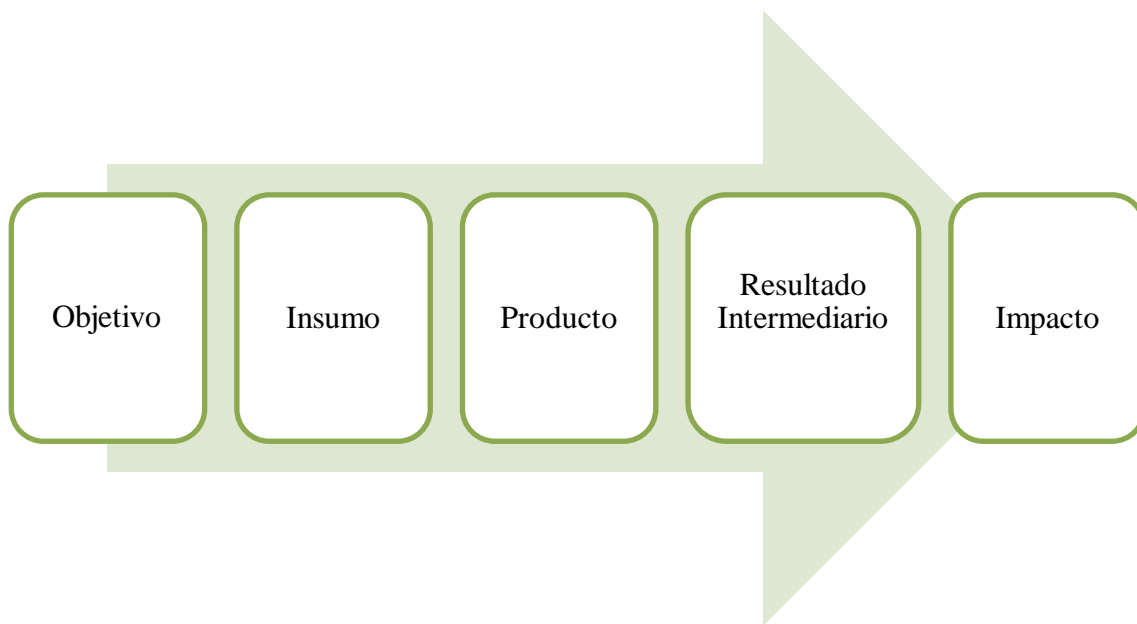 Objetivo
Insumo
Producto
Resultado
Intermediario
Impacto